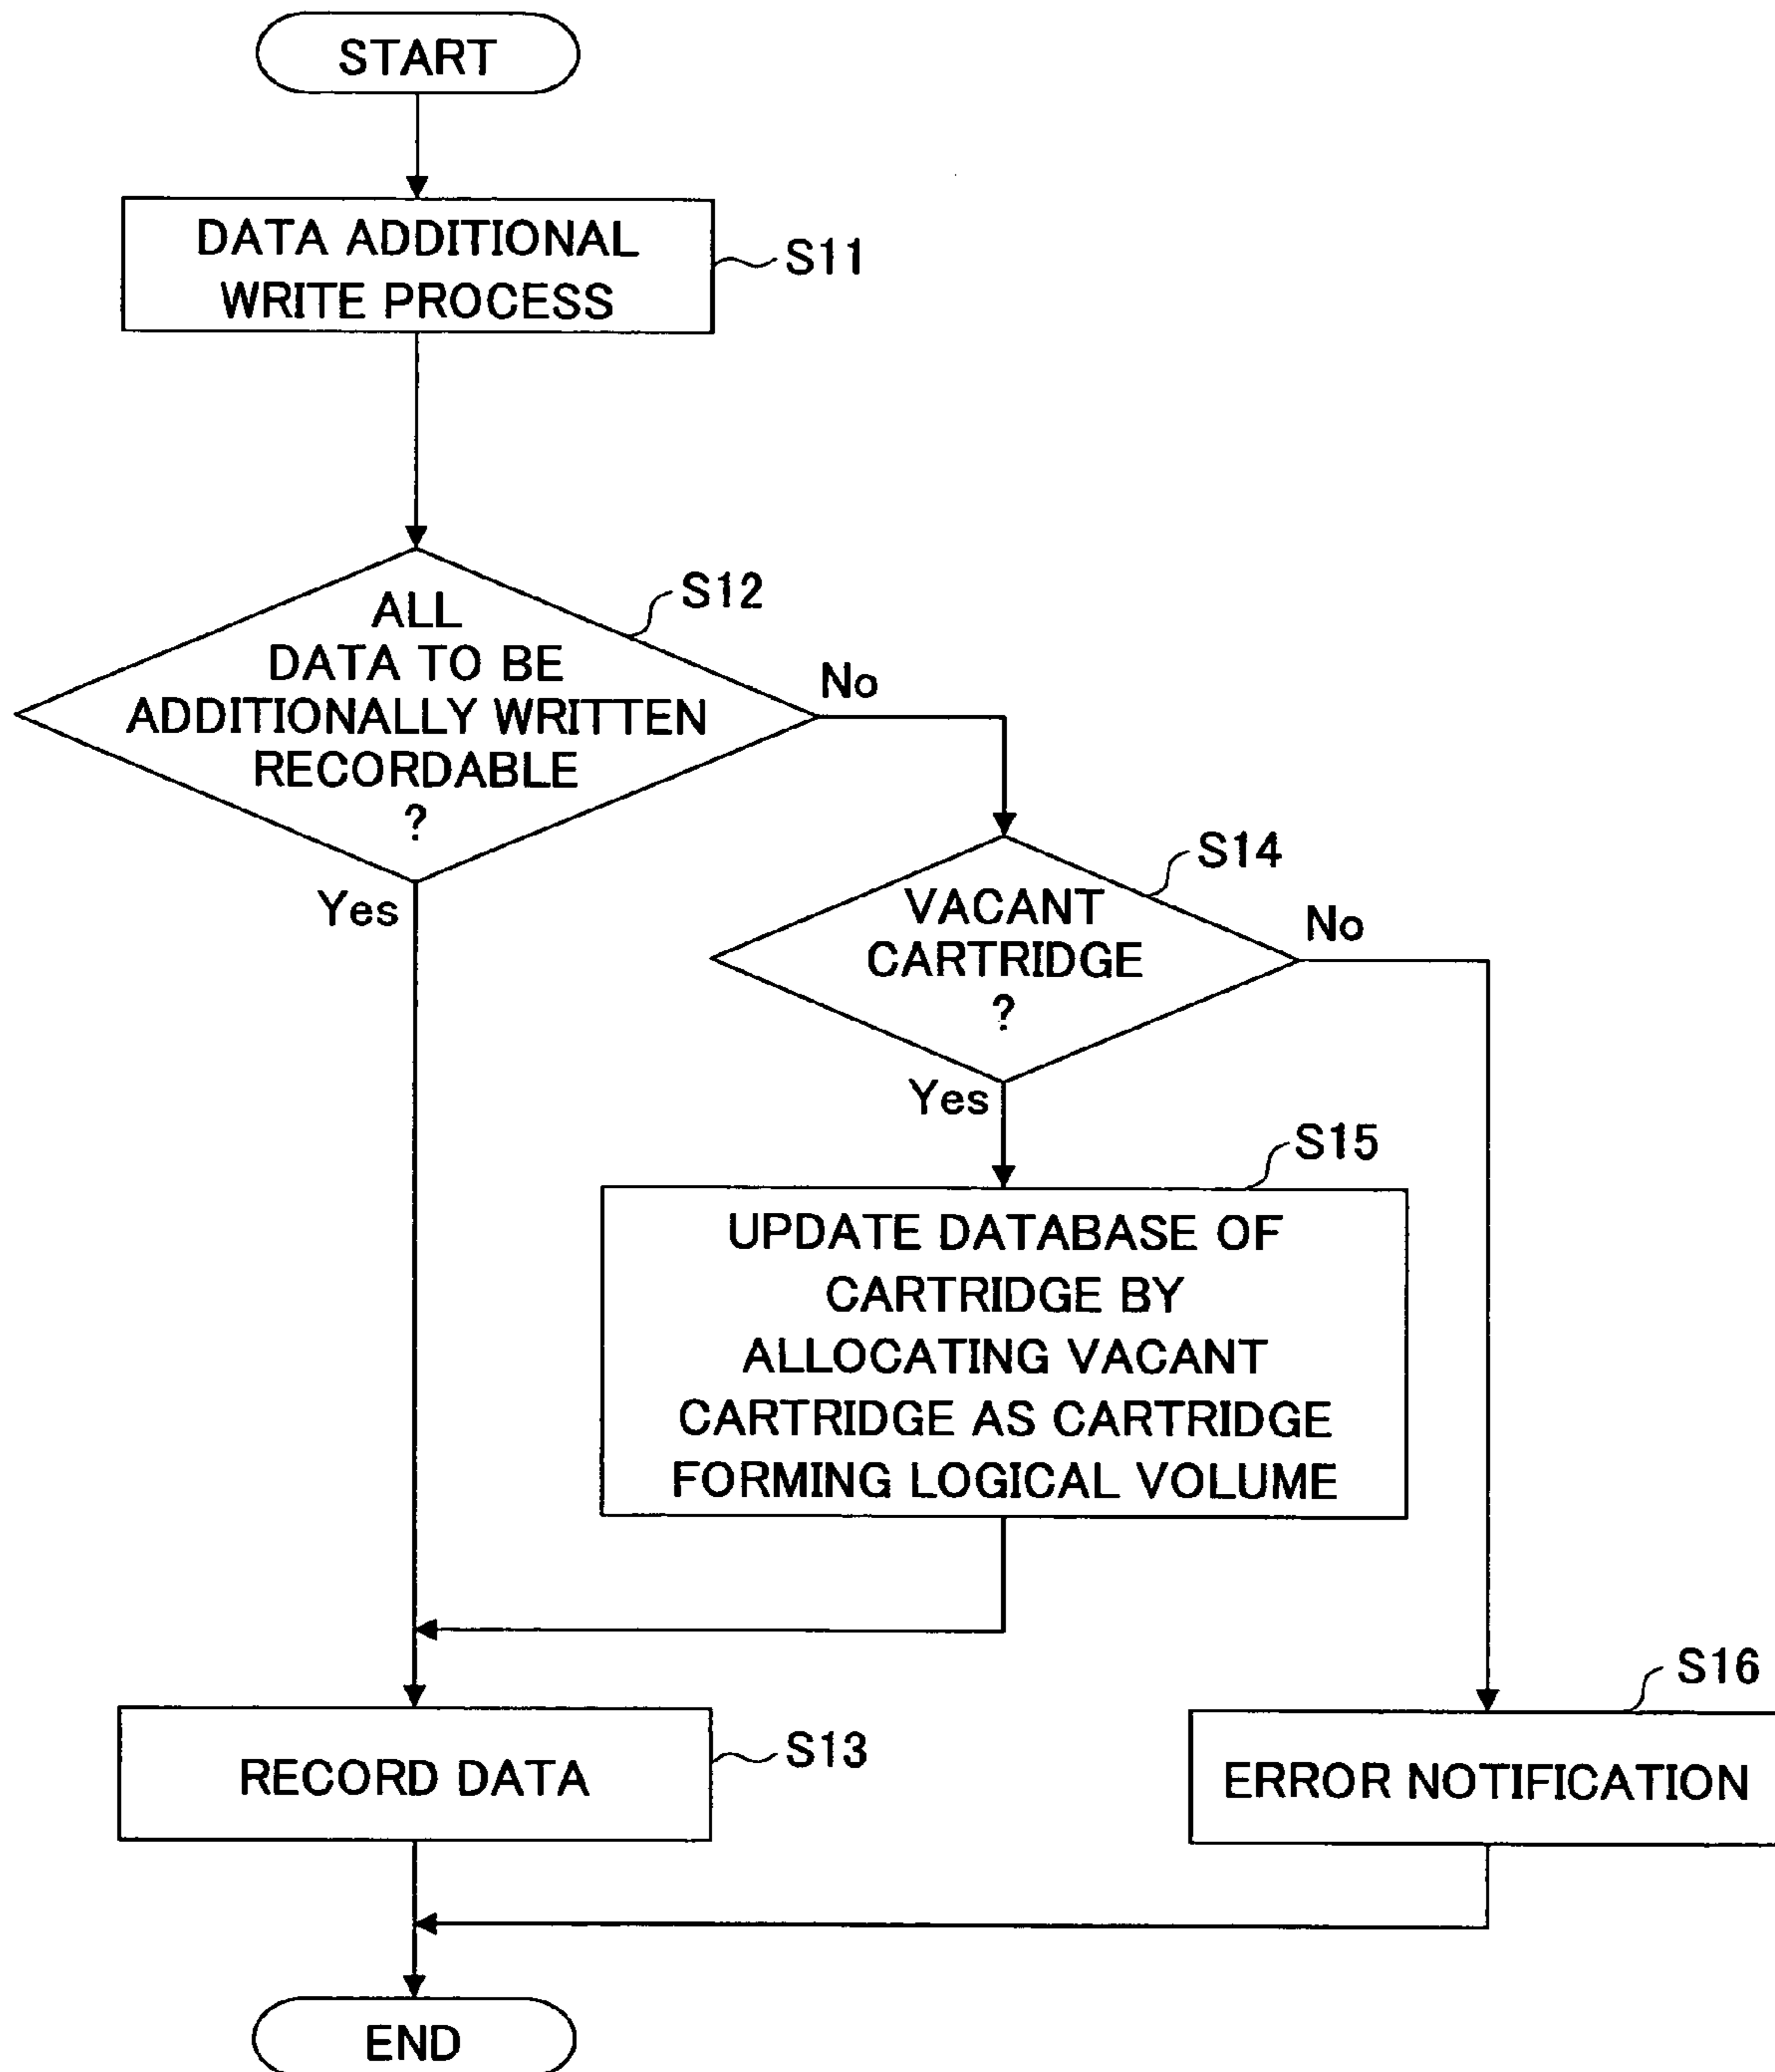 START
DATA ADDITIONAL
WRITE PROCESS
S11
S12
ALL
DATA TO BE
ADDITIONALLY WRITTEN
RECORDABLE
?
No
Yes
S14
VACANT
CARTRIDGE
?
No
Yes
S15
UPDATE DATABASE OF
CARTRIDGE BY
ALLOCATING VACANT
CARTRIDGE AS CARTRIDGE
FORMING LOGICAL VOLUME
RECORD DATA
S13
S16
ERROR NOTIFICATION
END